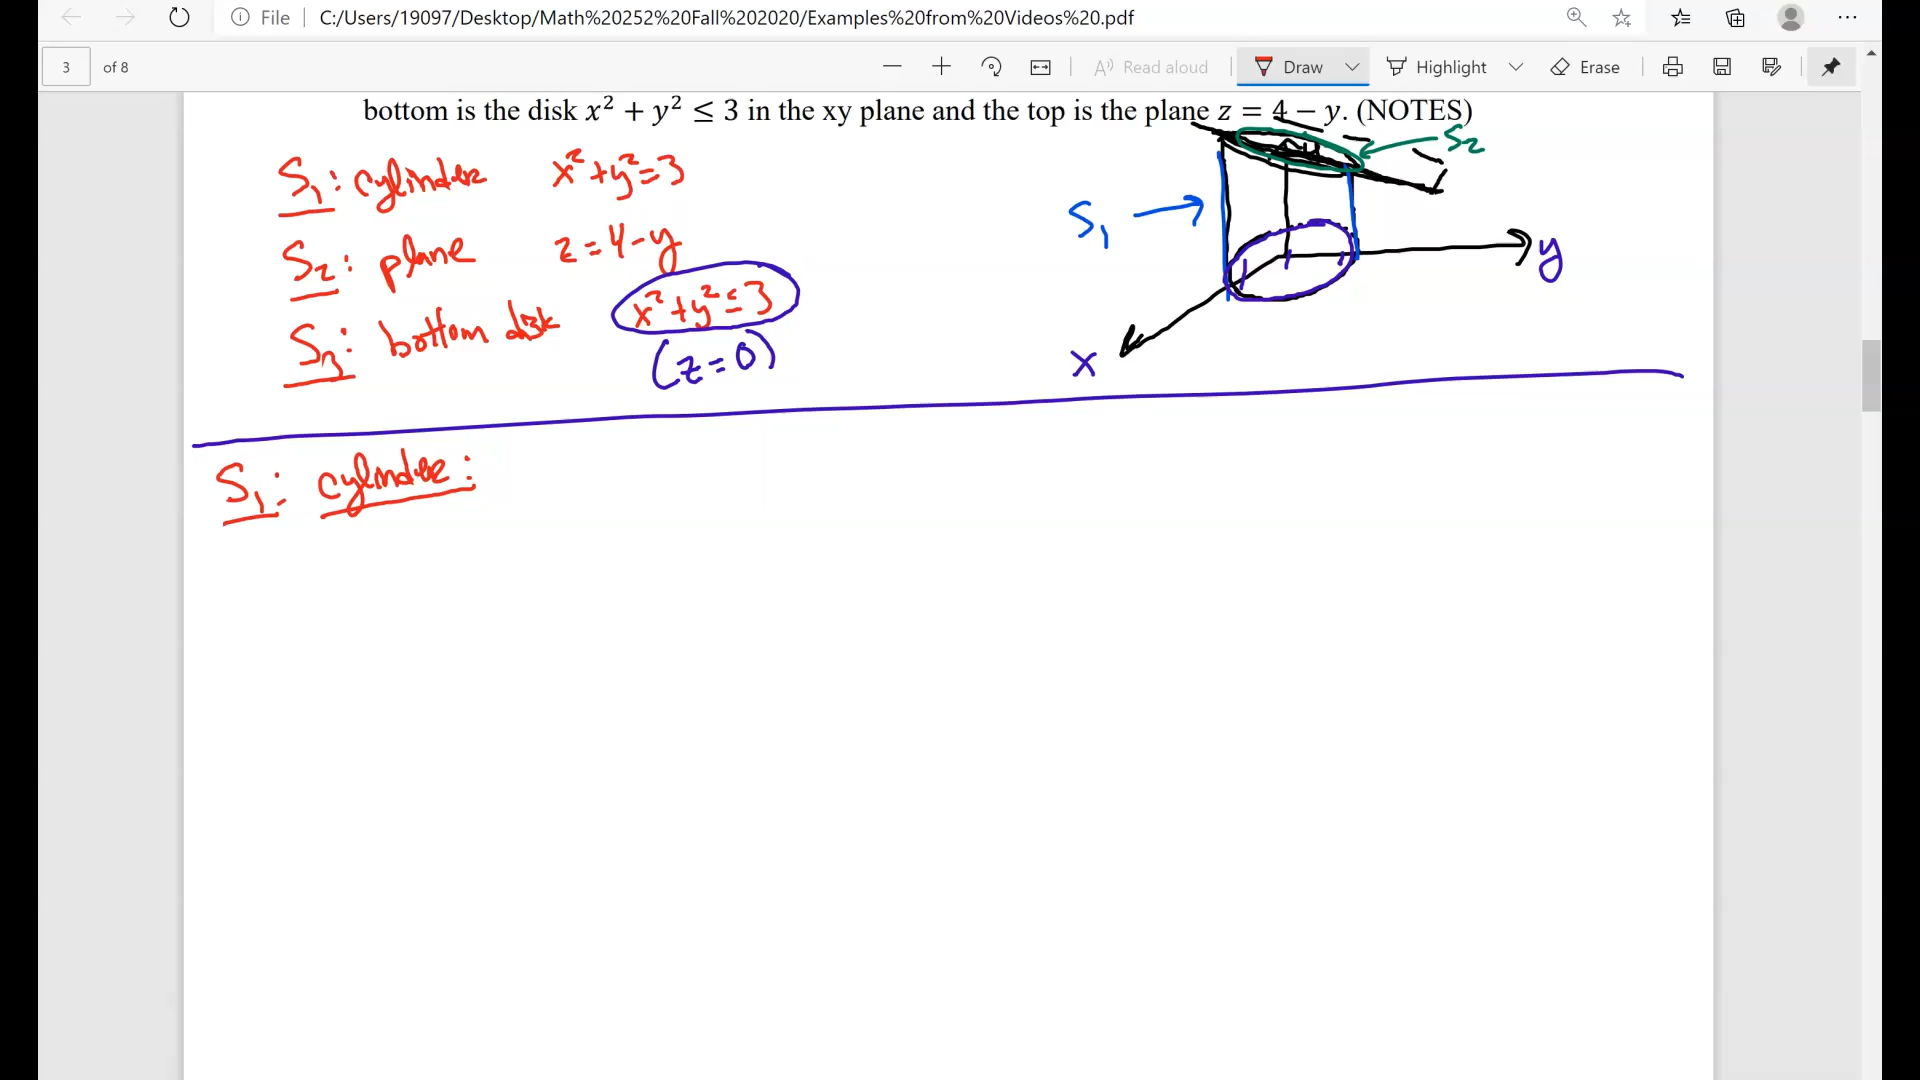 File C:/Users/19097/Desktop/Math%20252%20Fall%202020/Examples%20from%20Videos%20.pdf
3 of 8 Read aloud Draw Highlight Erase
bottom is the disk x² + y² ≤ 3 in the xy plane and the top is the plane z = 4 − y. (NOTES)
S₁: cylinder x²+y²=3
S₂
S₁
S₂: plane z=4-y
y
S₃: bottom disk x²+y²≤3
(z=0)
x
S₁: cylinder: